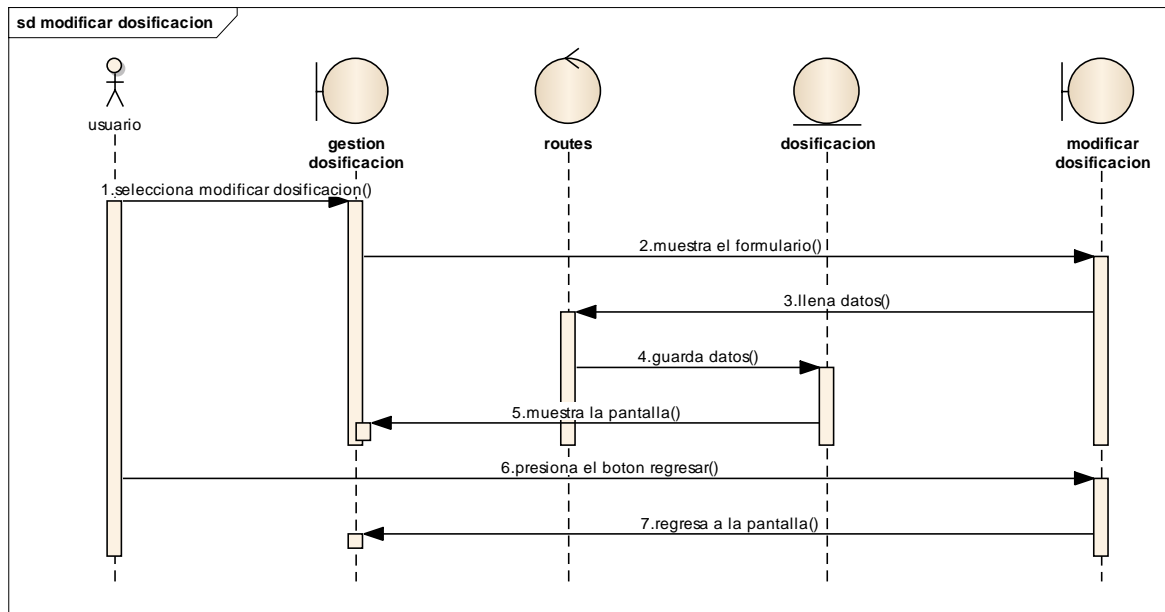 sd modificar dosificacion
usuario
gestion
dosificacion
routes
dosificacion
modificar
dosificacion
1.selecciona modificar dosificacion()
2.muestra el formulario()
3.llena datos()
4.guarda datos()
5.muestra la pantalla()
6.presiona el boton regresar()
7.regresa a la pantalla()